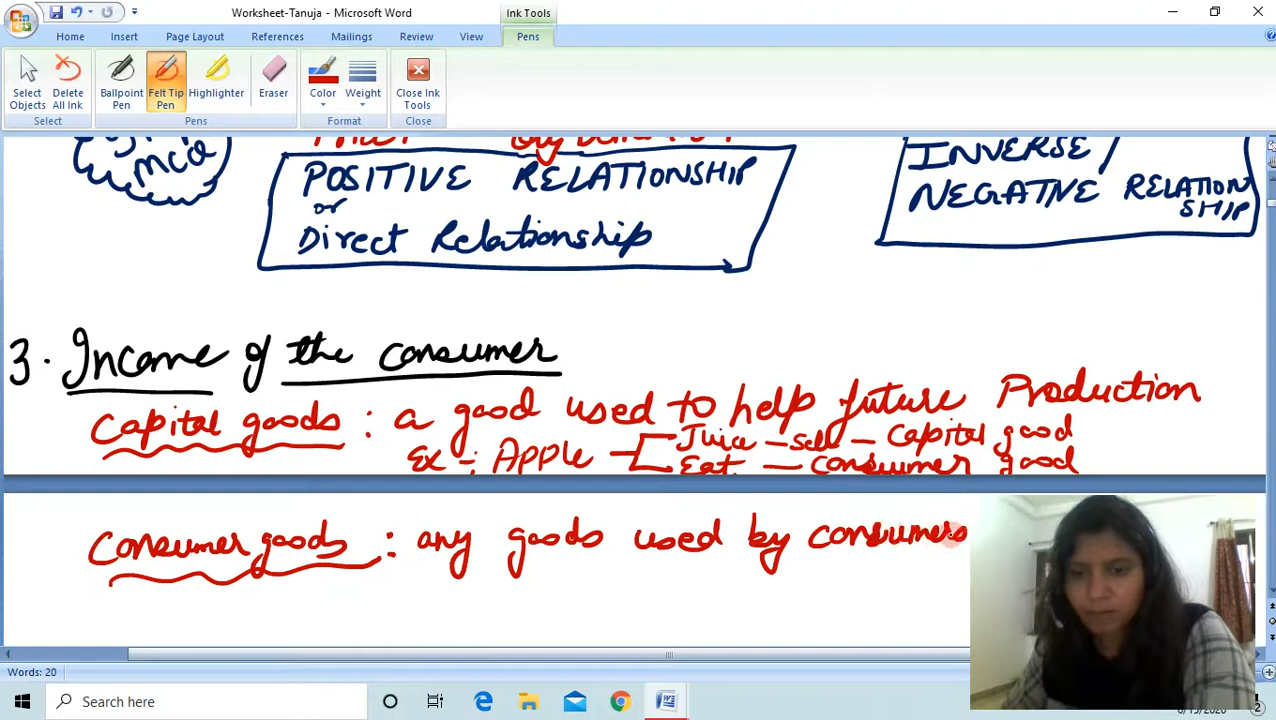 Worksheet-Tanuja - Microsoft Word
Ink Tools
Home Insert Page Layout References Mailings Review View Pens
Select Objects
Delete All Ink
Ballpoint Pen
Felt Tip Pen
Highlighter
Eraser
Color
Weight
Close Ink Tools
Select Pens Format Close
mcq
POSITIVE RELATIONSHIP
or
Direct Relationship
INVERSE /
NEGATIVE RELATION
SHIP
3. Income of the consumer
Capital goods : a good used to help future Production
Ex -: Apple Juice - sell - Capital good
Eat - Consumer good
Consumer goods : any goods used by consumers
Words: 20
Search here
2